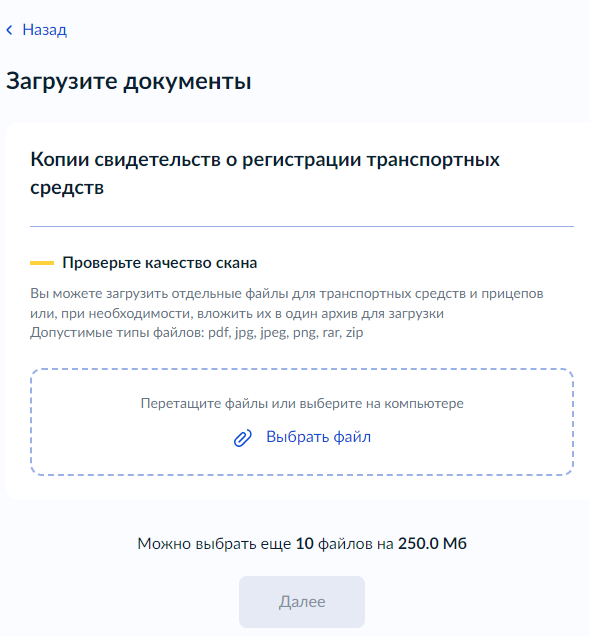 Назад
Загрузите документы
Копии свидетельств о регистрации транспортных
средств
Проверьте качество скана
Вы можете загрузить отдельные файлы для транспортных средств и прицепов
или, при необходимости, вложить их в один архив для загрузки
Допустимые типы файлов: pdf, jpg, jpeg, png, rar, zip
Перетащите файлы или выберите на компьютере
Выбрать файл
Можно выбрать еще 10 файлов на 250.0 Мб
Далее